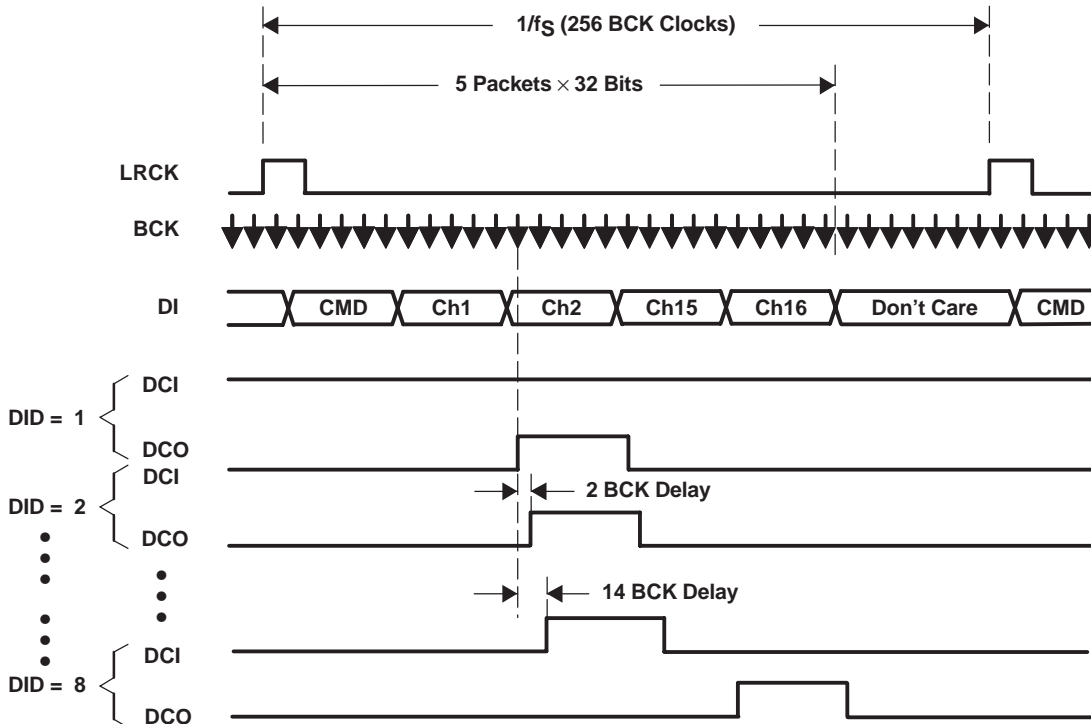 1/fS (256 BCK Clocks)
5 Packets × 32 Bits
LRCK
BCK
DI
CMD
Ch1
Ch2
Ch15
Ch16
Don't Care
CMD
DCI
DID = 1
DCO
DCI
2 BCK Delay
DID = 2
DCO
14 BCK Delay
DCI
DID = 8
DCO